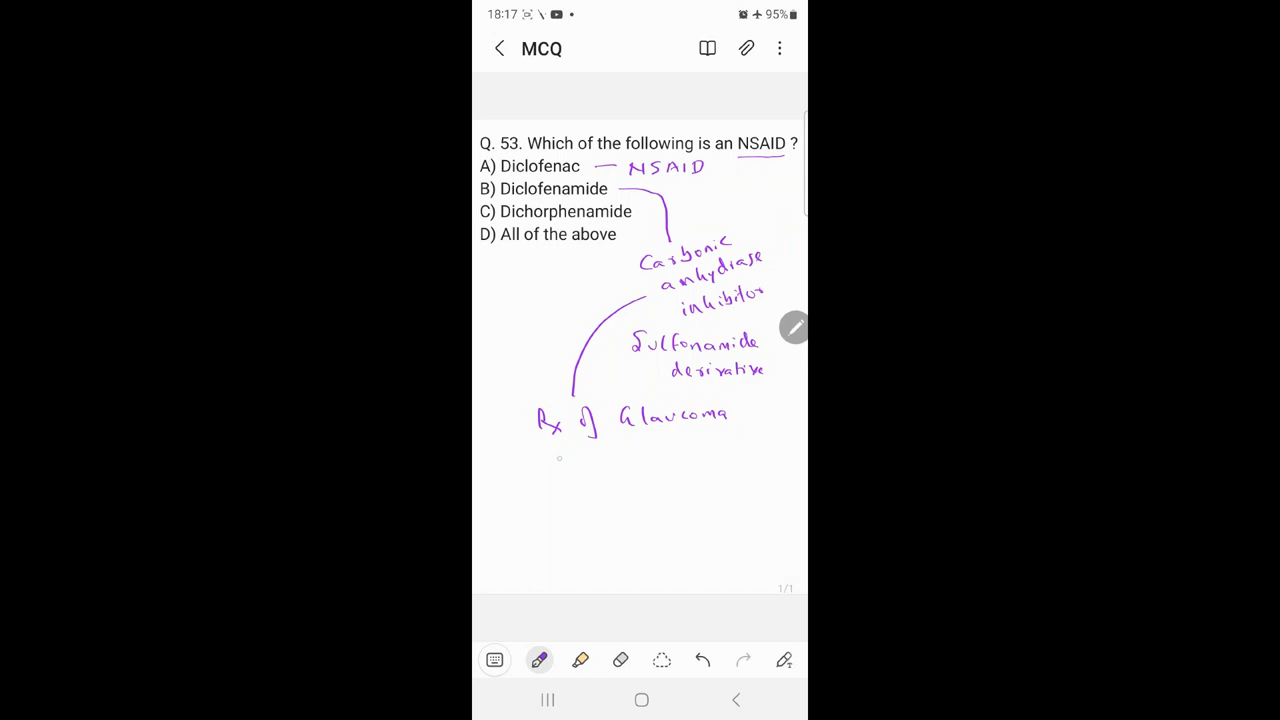 18:17
95%
MCQ
Q. 53. Which of the following is an NSAID ?
A) Diclofenac — NSAID
B) Diclofenamide
C) Dichorphenamide
D) All of the above
Carbonic
anhydrase
inhibitor
Sulfonamide
derivative
Rx of Glaucoma
1/1